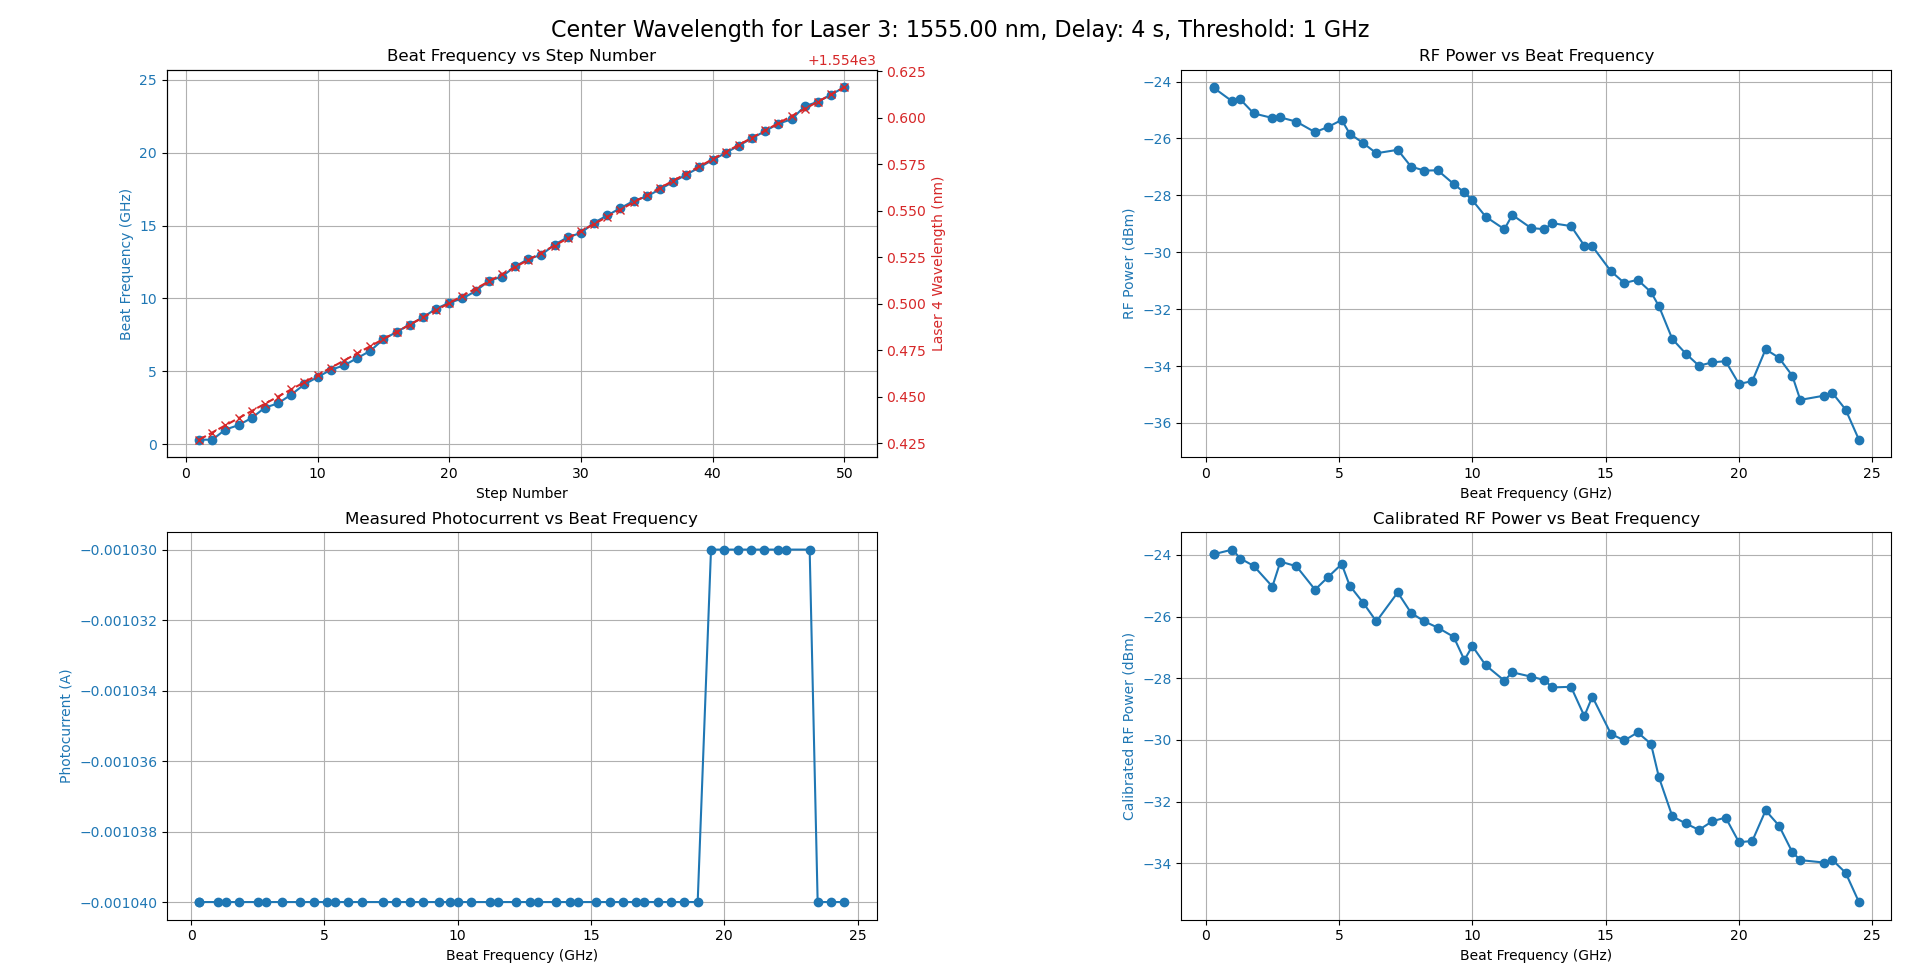 Center Wavelength for Laser 3: 1555.00 nm, Delay: 4 s, Threshold: 1 GHz
Beat Frequency vs Step Number
+1.554e3
25
20
15
10
5
0
Beat Frequency (GHz)
0.625
0.600
0.575
0.550
0.525
0.500
0.475
0.450
0.425
Laser 4 Wavelength (nm)
0 10 20 30 40 50
Step Number
RF Power vs Beat Frequency
−24
−26
−28
−30
−32
−34
−36
RF Power (dBm)
0 5 10 15 20 25
Beat Frequency (GHz)
Measured Photocurrent vs Beat Frequency
−0.001030
−0.001032
−0.001034
−0.001036
−0.001038
−0.001040
Photocurrent (A)
0 5 10 15 20 25
Beat Frequency (GHz)
Calibrated RF Power vs Beat Frequency
−24
−26
−28
−30
−32
−34
Calibrated RF Power (dBm)
0 5 10 15 20 25
Beat Frequency (GHz)